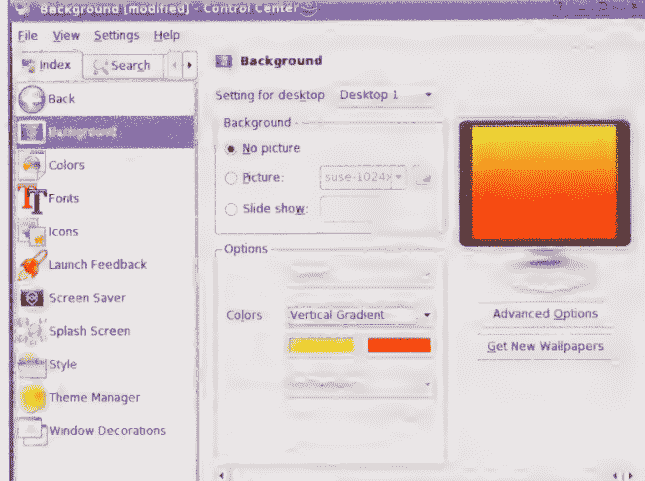 Background [modified] - Control Center
File View Settings Help
Index Search
Back
Background
Colors
Fonts
Icons
Launch Feedback
Screen Saver
Splash Screen
Style
Theme Manager
Window Decorations
Background
Setting for desktop Desktop 1
Background
No picture
Picture: suse-1024x
Slide show:
Options
Colors Vertical Gradient
Advanced Options
Get New Wallpapers